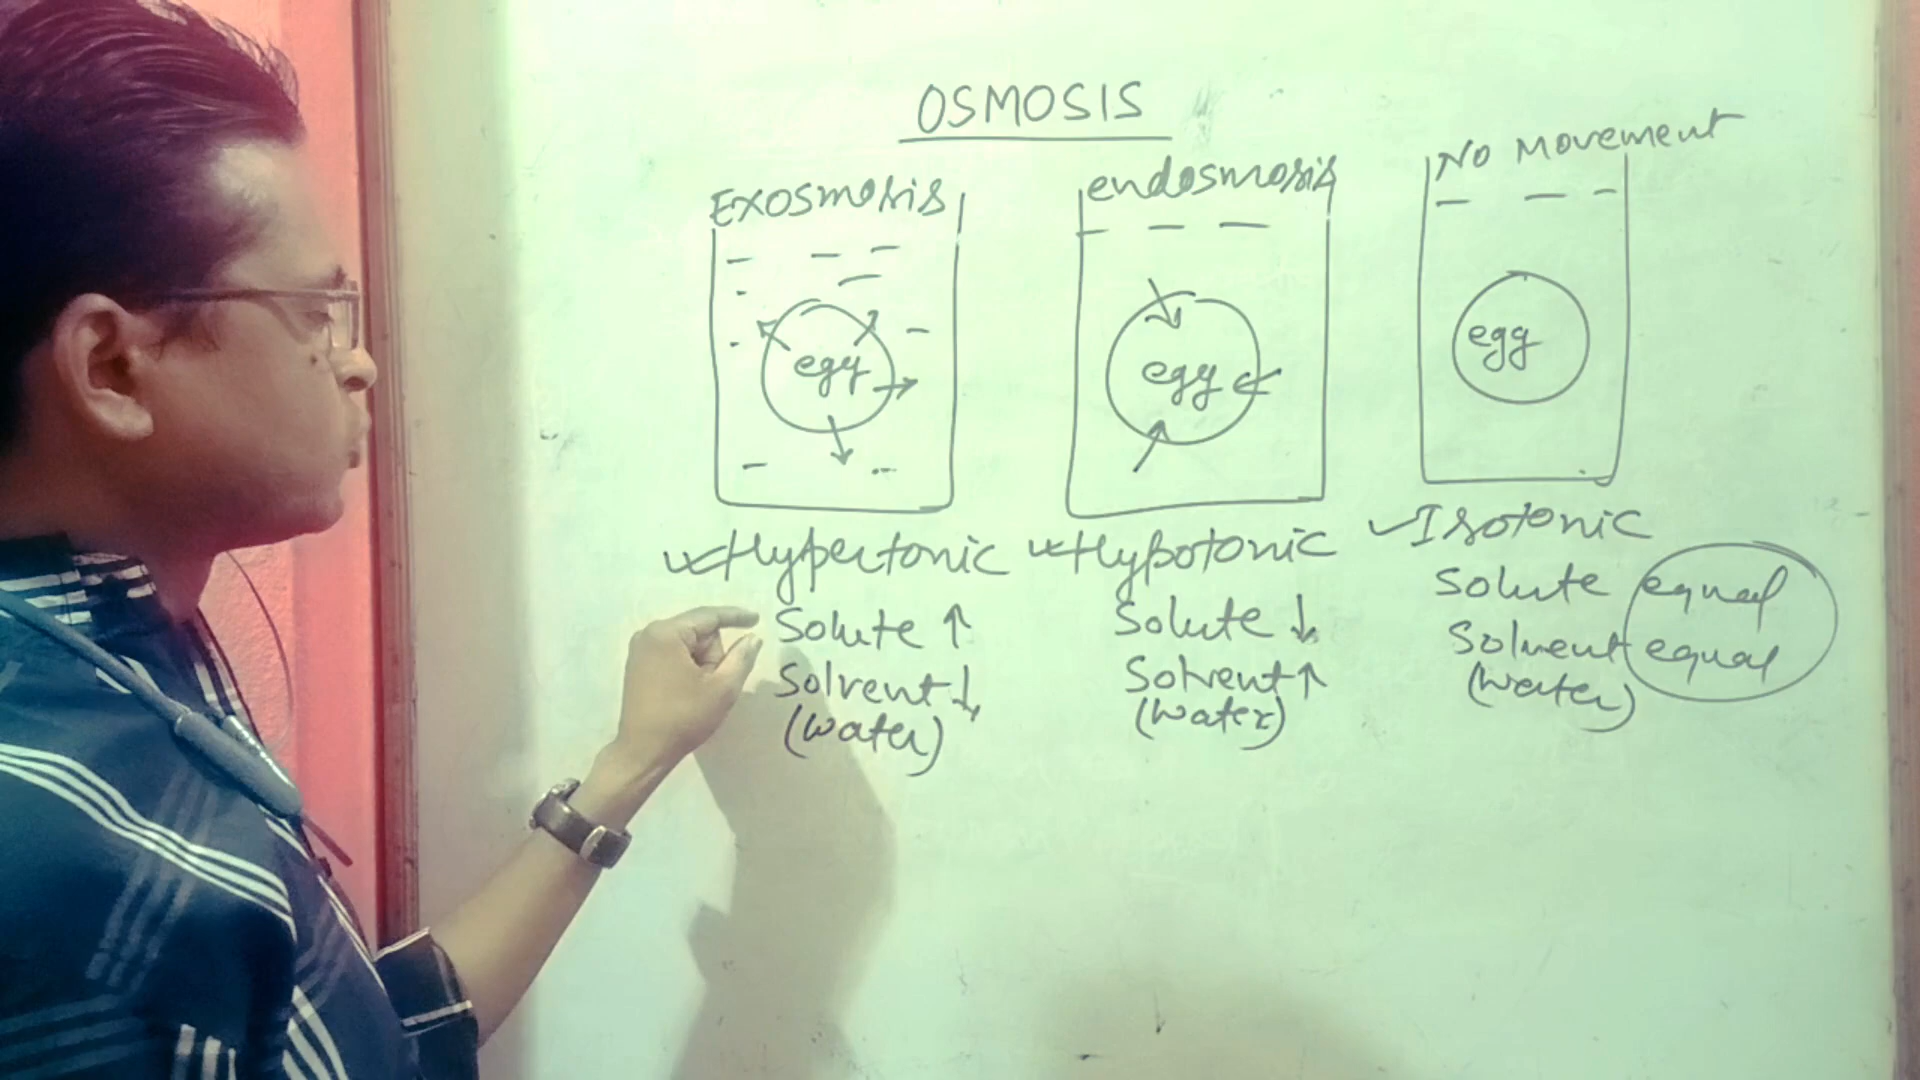 OSMOSIS
Exosmosis
endosmosis
No Movement
egg
egg
egg
Hypertonic
Solute ↑
Solvent ↓
(water)
Hypotonic
Solute ↓
Solvent ↑
(water)
Isotonic
Solute equal
Solvent equal
(water)